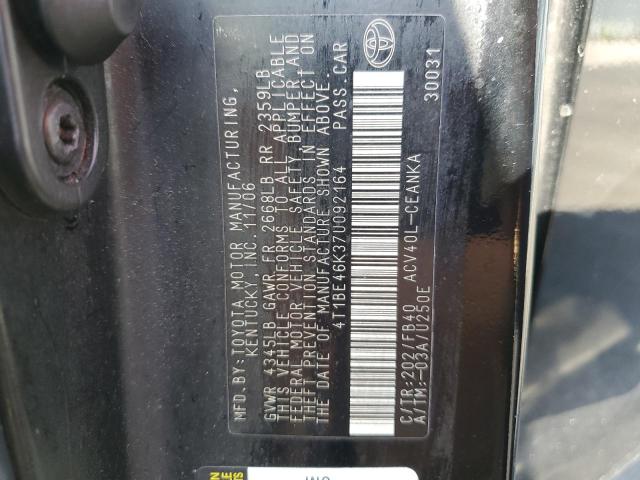 MFD. BY: TOYOTA MOTOR MANUFACTURING,
KENTUCKY, INC. 11/06
GVWR 4345LB GAWR FR 2668LB RR 2359LB
THIS VEHICLE CONFORMS TO ALL APPLICABLE
FEDERAL MOTOR VEHICLE SAFETY, BUMPER AND
THEFT PREVENTION STANDARDS IN EFFECT ON
THE DATE OF MANUFACTURE SHOWN ABOVE.
4T1BE46K37U092164 PASS. CAR
C/TR:202/FB40 ACV40L-CEANKA
A/TM:-03A/U250E 30031